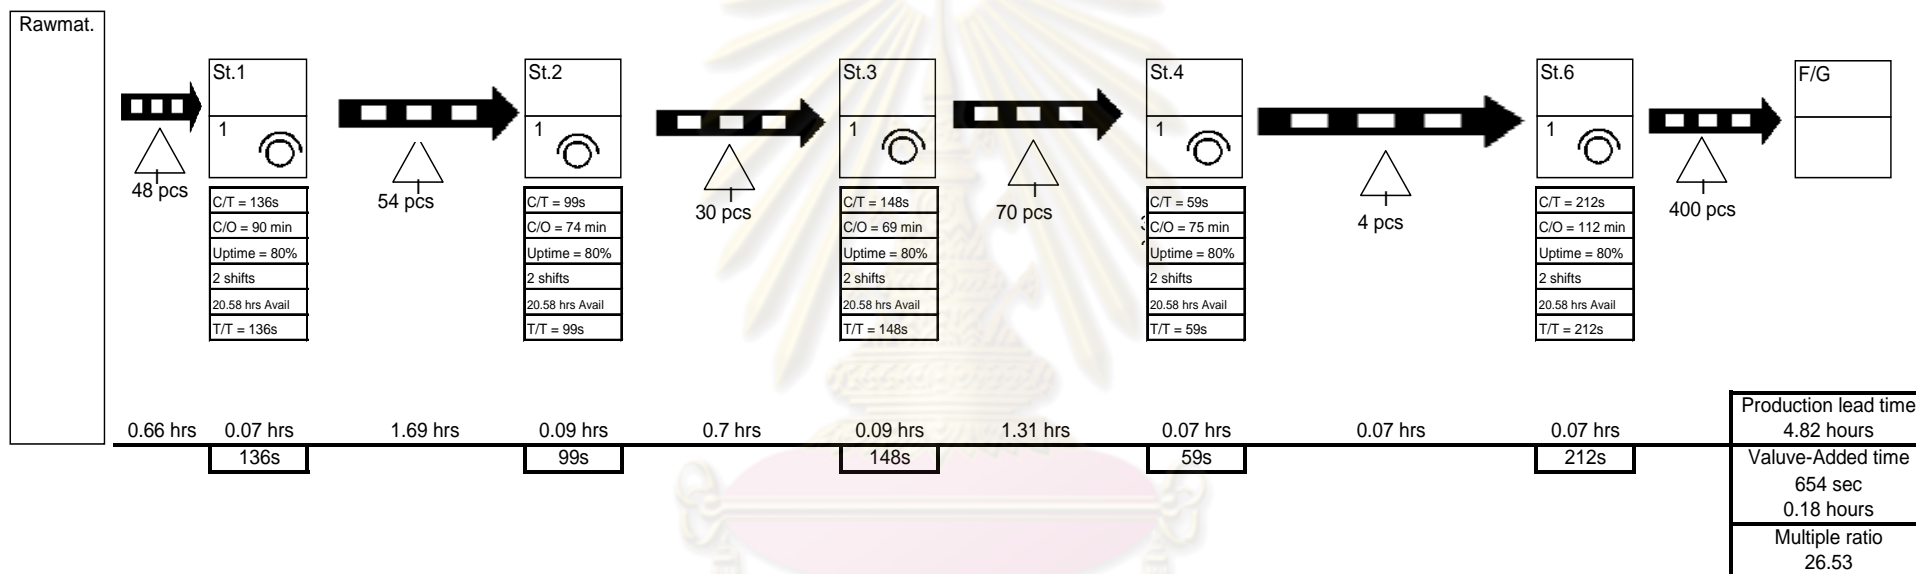 Rawmat.
St.1
St.2
St.3
St.4
St.6
F/G
1
1
1
1
1
48 pcs
54 pcs
30 pcs
70 pcs
4 pcs
400 pcs
C/T = 136s
C/O = 90 min
Uptime = 80%
2 shifts
20.58 hrs Avail
T/T = 136s
C/T = 99s
C/O = 74 min
Uptime = 80%
2 shifts
20.58 hrs Avail
T/T = 99s
C/T = 148s
C/O = 69 min
Uptime = 80%
2 shifts
20.58 hrs Avail
T/T = 148s
C/T = 59s
C/O = 75 min
Uptime = 80%
2 shifts
20.58 hrs Avail
T/T = 59s
C/T = 212s
C/O = 112 min
Uptime = 80%
2 shifts
20.58 hrs Avail
T/T = 212s
0.66 hrs 0.07 hrs 1.69 hrs 0.09 hrs 0.7 hrs 0.09 hrs 1.31 hrs 0.07 hrs 0.07 hrs 0.07 hrs
136s 99s 148s 59s 212s
Production lead time
4.82 hours
Valuve-Added time
654 sec
0.18 hours
Multiple ratio
26.53